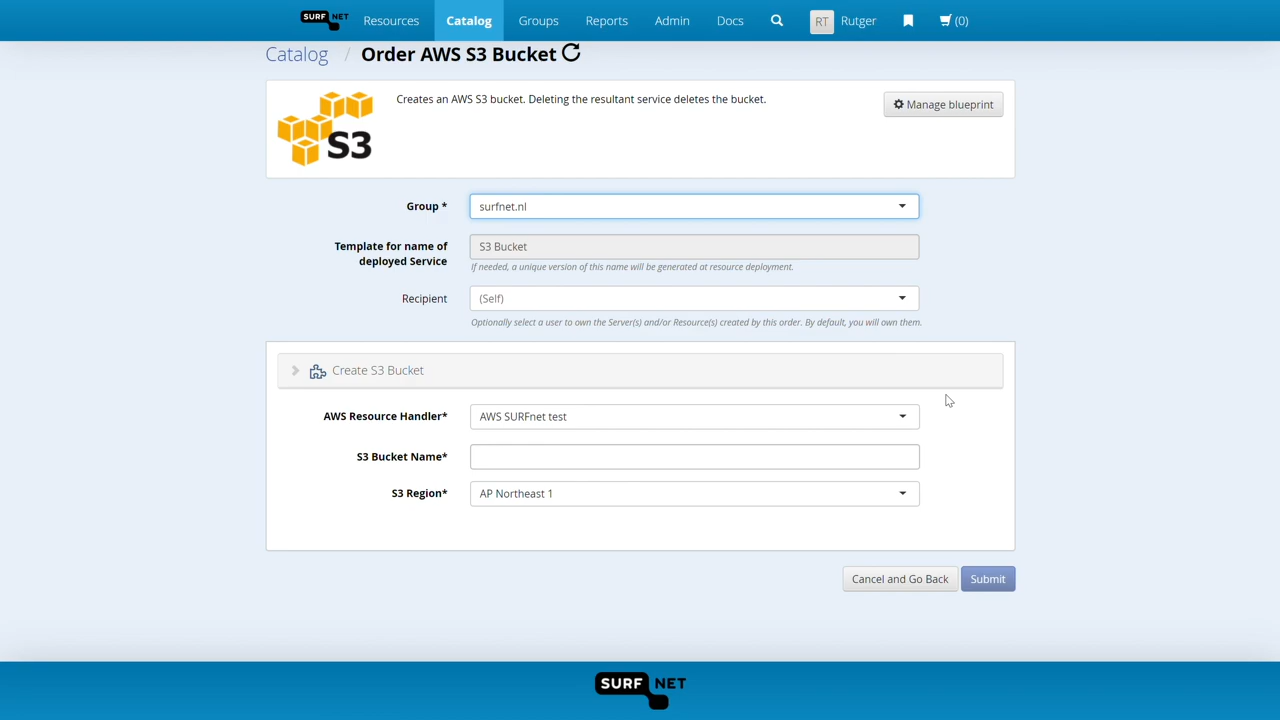 SURF NET Resources Catalog Groups Reports Admin Docs RT Rutger (0)
Catalog / Order AWS S3 Bucket
Creates an AWS S3 bucket. Deleting the resultant service deletes the bucket.
Manage blueprint
S3
Group * surfnet.nl
Template for name of
deployed Service
S3 Bucket
If needed, a unique version of this name will be generated at resource deployment.
Recipient (Self)
Optionally select a user to own the Server(s) and/or Resource(s) created by this order. By default, you will own them.
Create S3 Bucket
AWS Resource Handler* AWS SURFnet test
S3 Bucket Name*
S3 Region* AP Northeast 1
Cancel and Go Back Submit
SURF NET